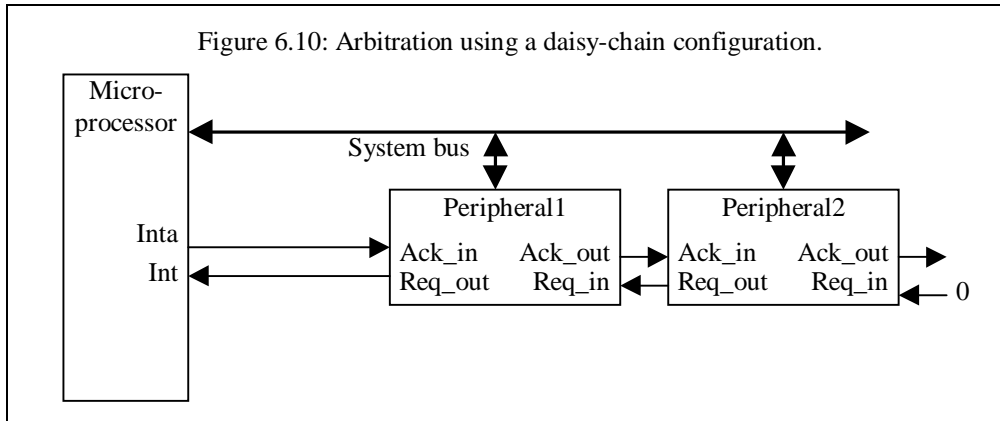 Figure 6.10: Arbitration using a daisy-chain configuration.
Micro-
processor
System bus
Peripheral1
Peripheral2
Inta
Int
Ack_in Ack_out
Req_out Req_in
Ack_in Ack_out
Req_out Req_in
0